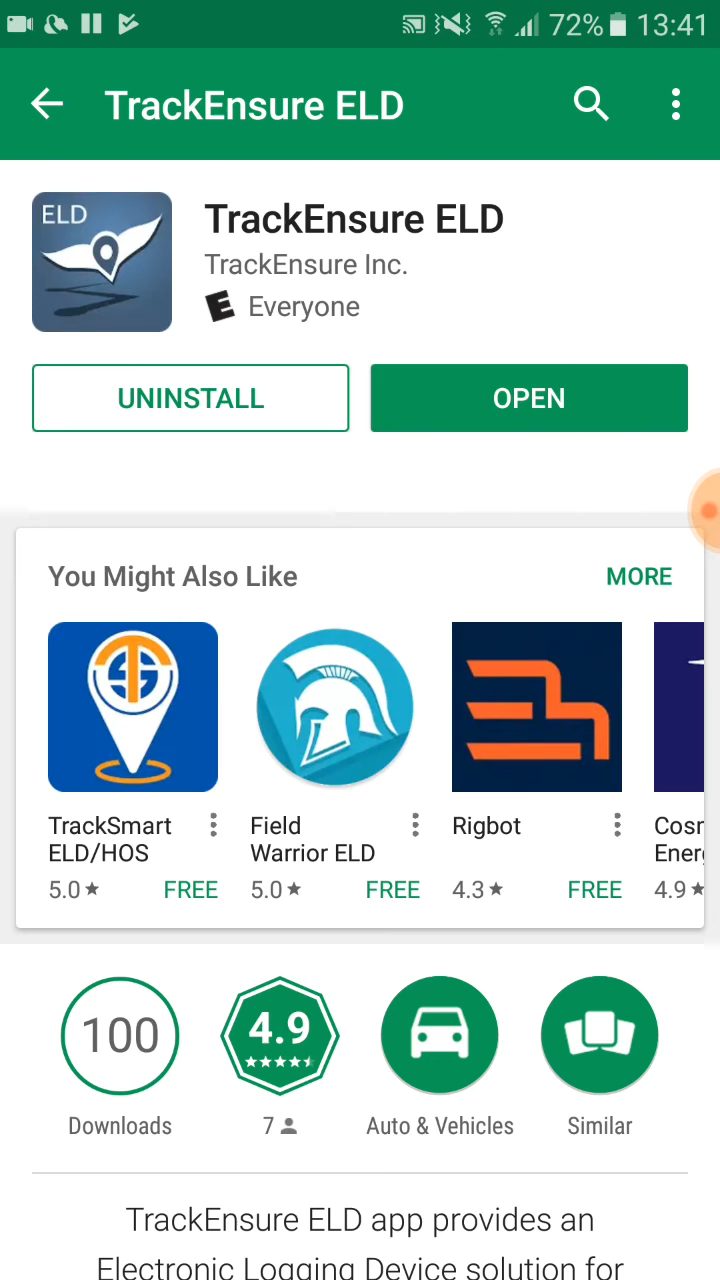 72% 13:41
TrackEnsure ELD
ELD
TrackEnsure ELD
TrackEnsure Inc.
E Everyone
UNINSTALL OPEN
You Might Also Like MORE
TrackSmart
ELD/HOS
5.0 FREE
Field
Warrior ELD
5.0 FREE
Rigbot
4.3 FREE
Cosm
Ener
4.9
100
Downloads
4.9
7
Auto & Vehicles
Similar
TrackEnsure ELD app provides an
Electronic Logging Device solution for